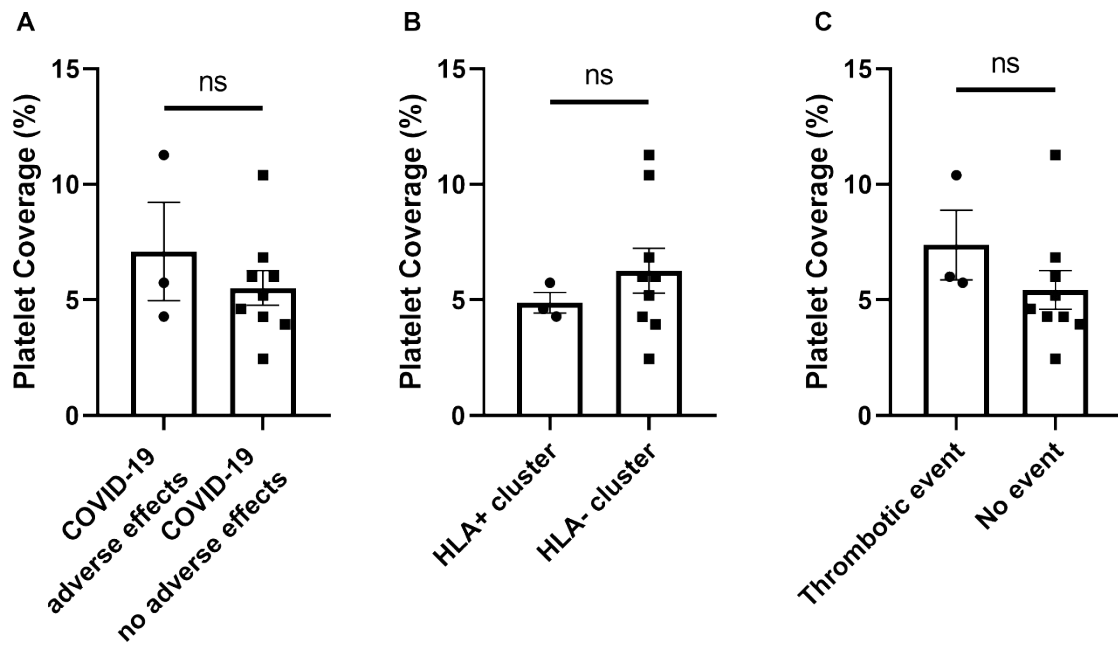 A
Platelet Coverage (%)
15
10
5
0
ns
COVID-19
adverse effects
COVID-19
no adverse effects
B
Platelet Coverage (%)
15
10
5
0
ns
HLA+ cluster
HLA- cluster
C
Platelet Coverage (%)
15
10
5
0
ns
Thrombotic event
No event